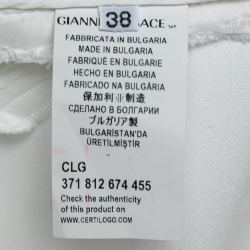 GIANNI
38
FABBRICATA IN BULGARIA
MADE IN BULGARIA
FABRIQUÉ EN BULGARIE
HECHO EN BULGARIA
FABRICADO NA BULGÁRIA
保加利亚制造
СДЕЛАНО В БОЛГАРИИ
ブルガリア製
BULGARİSTAN'DA
ÜRETİLMİŞTİR
CLG
371 812 674 455
Check the authenticity
of this product on
www.CERTILOGO.com